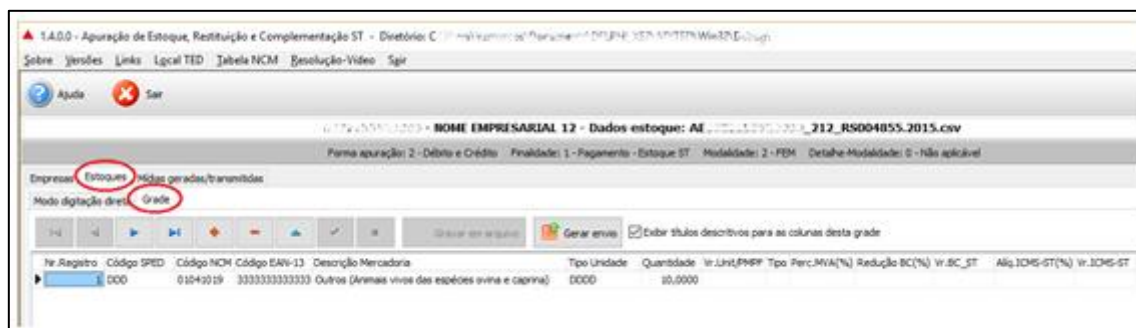 1.4.0.0 - Apuração de Estoque, Restituição e Complementação ST - Diretório: C
Sobre Versões Links Local TED Tabela NCM Resolução-Video Sair
Ajuda Sair
- NOME EMPRESARIAL 12 - Dados estoque: AE _212_RS004855.2015.csv
Forma apuração: 2 - Débito e Crédito Finalidade: 1 - Pagamento - Estoque ST Modalidade: 2 - FEM Detalhe-Modalidade: 0 - Não aplicável
Empresas Estoques Mídias geradas/transmitidas
Modo digitação direta Grade
Gravar em arquivo Gerar envio Exibir títulos descritivos para as colunas desta grade
Nr.Registro Código SPED Código NCM Código EAN-13 Descrição Mercadoria Tipo Unidade Quantidade Vr.Unit/PMPF Tipo Perc.MVA(%) Redução BC(%) Vr.BC_ST Aliq.ICMS-ST(%) Vr.ICMS-ST
1 DDD 01041019 3333333333333 Outros (Animais vivos das espécies ovina e caprina) DDDD 10,0000